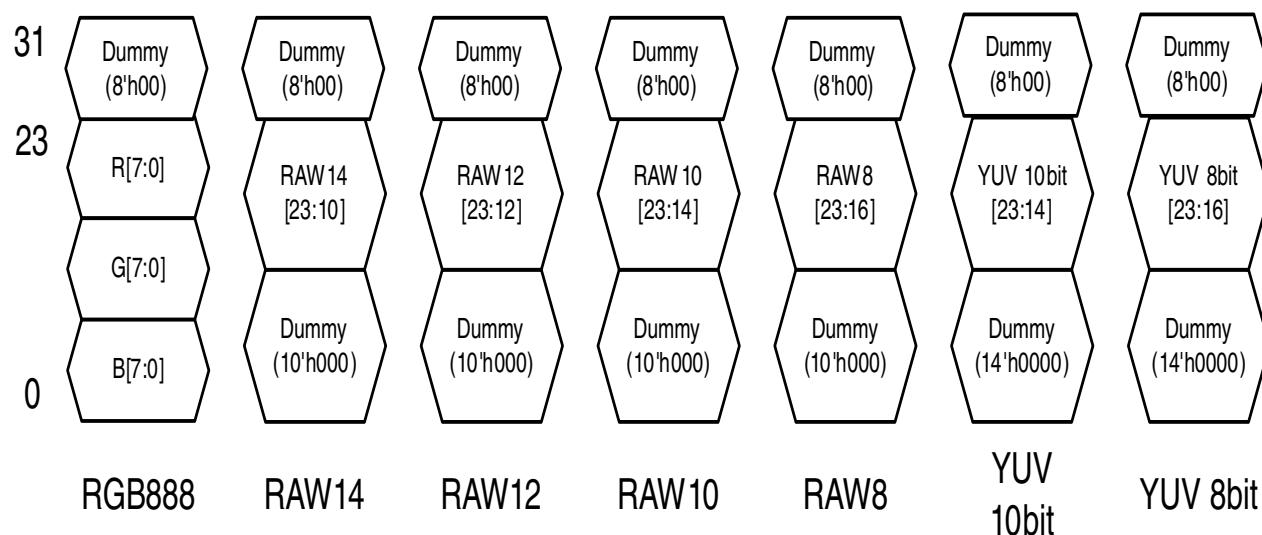 31
23
0
Dummy
(8'h00)
R[7:0]
G[7:0]
B[7:0]
RGB888
Dummy
(8'h00)
RAW14
[23:10]
Dummy
(10'h000)
RAW14
Dummy
(8'h00)
RAW12
[23:12]
Dummy
(10'h000)
RAW12
Dummy
(8'h00)
RAW10
[23:14]
Dummy
(10'h000)
RAW10
Dummy
(8'h00)
RAW8
[23:16]
Dummy
(10'h000)
RAW8
Dummy
(8'h00)
YUV 10bit
[23:14]
Dummy
(14'h0000)
YUV
10bit
Dummy
(8'h00)
YUV 8bit
[23:16]
Dummy
(14'h0000)
YUV 8bit